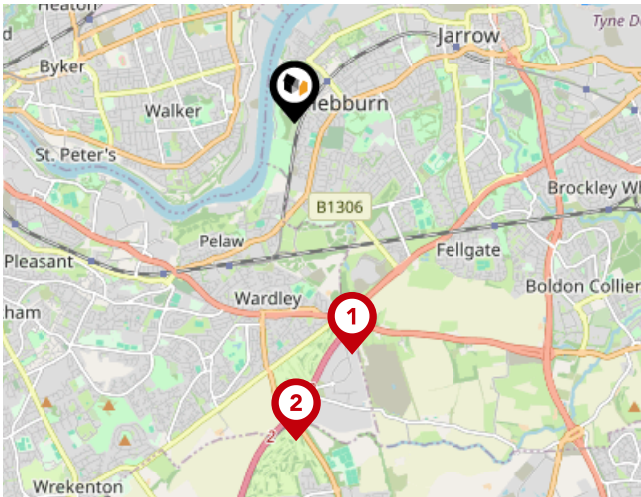 Heaton
Tyne D
d
Jarrow
Byker
Hebburn
Walker
St. Peter's
Brockley Wh
B1306
Pelaw
Fellgate
Pleasant
Boldon Collier
Wardley
ham
1
2
2
Wrekenton